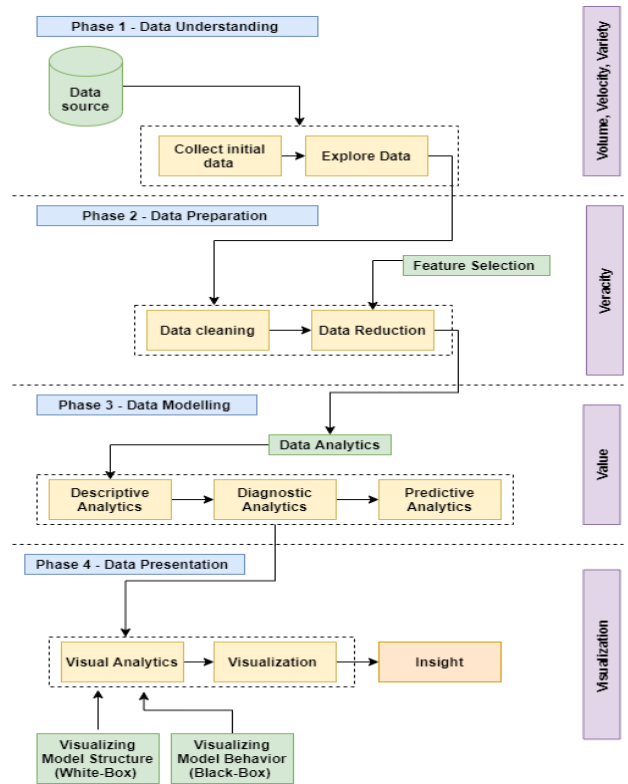 Phase 1 - Data Understanding
Data
source
Collect initial
data
Explore Data
Volume, Velocity, Variety
Phase 2 - Data Preparation
Feature Selection
Data cleaning
Data Reduction
Veracity
Phase 3 - Data Modelling
Data Analytics
Descriptive
Analytics
Diagnostic
Analytics
Predictive
Analytics
Value
Phase 4 - Data Presentation
Visual Analytics
Visualization
Insight
Visualizing
Model Structure
(White-Box)
Visualizing
Model Behavior
(Black-Box)
Visualization